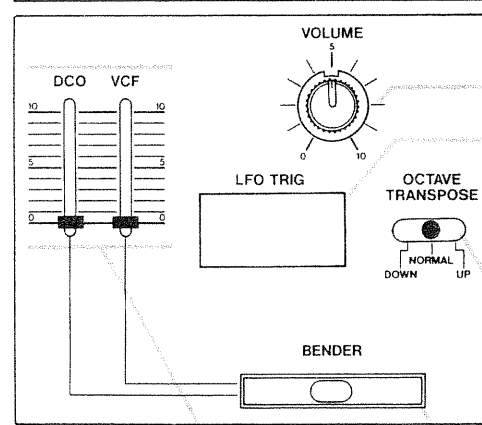 VOLUME
5
0
10
DCO VCF
10 10
5 5
0 0
LFO TRIG
OCTAVE
TRANSPOSE
NORMAL
DOWN UP
BENDER